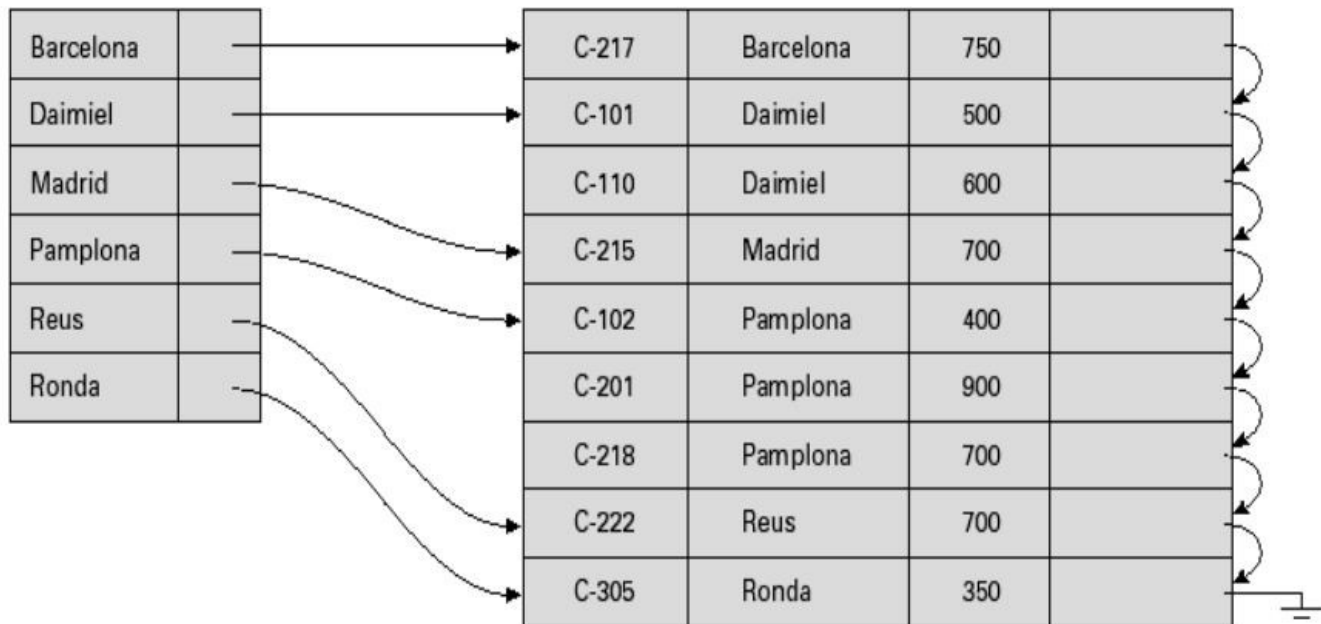 Barcelona C-217 Barcelona 750
Daimiel C-101 Daimiel 500
Madrid C-110 Daimiel 600
Pamplona C-215 Madrid 700
Reus C-102 Pamplona 400
Ronda C-201 Pamplona 900
C-218 Pamplona 700
C-222 Reus 700
C-305 Ronda 350